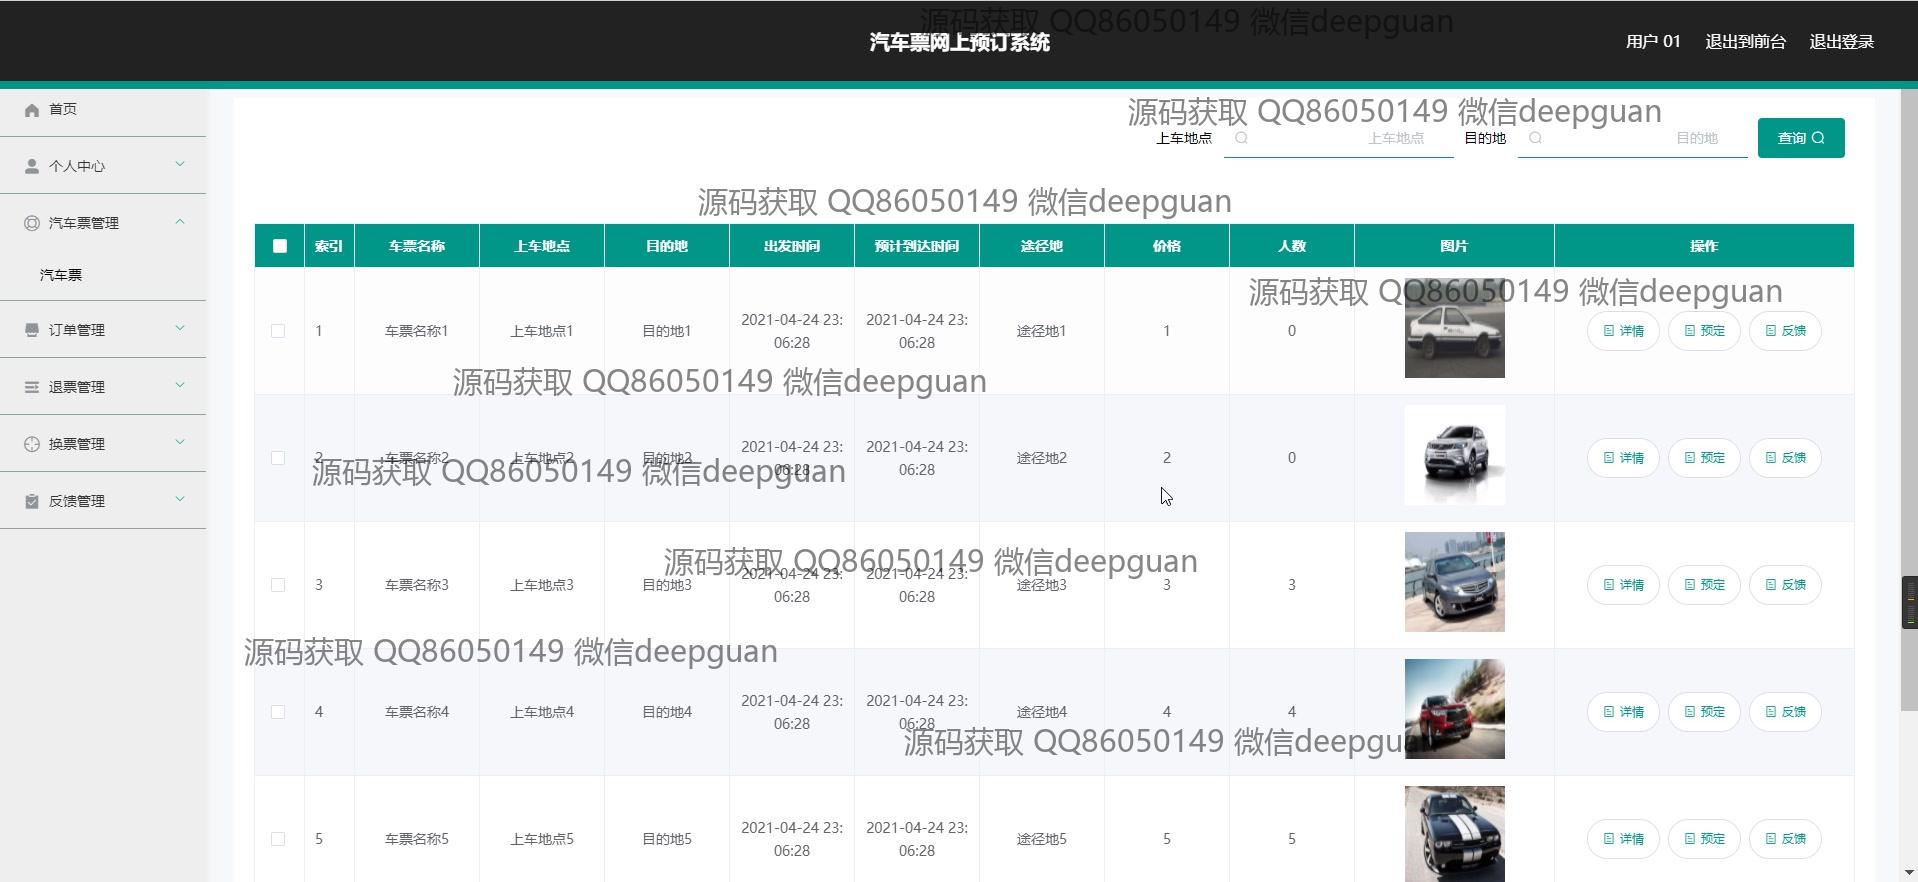 源码获取 QQ86050149 微信deepguan
汽车票网上预订系统
用户 01 退出到前台 退出登录
首页
个人中心
汽车票管理
汽车票
订单管理
退票管理
换票管理
反馈管理
源码获取 QQ86050149 微信deepguan
上车地点 上车地点 目的地 目的地 查询
源码获取 QQ86050149 微信deepguan
索引 车票名称 上车地点 目的地 出发时间 预计到达时间 途径地 价格 人数 图片 操作
源码获取 QQ86050149 微信deepguan
1 车票名称1 上车地点1 目的地1 2021-04-24 23:06:28 2021-04-24 23:06:28 途径地1 1 0 详情 预定 反馈
源码获取 QQ86050149 微信deepguan
2 车票名称2 上车地点2 目的地2 2021-04-24 23:06:28 2021-04-24 23:06:28 途径地2 2 0 详情 预定 反馈
源码获取 QQ86050149 微信deepguan
源码获取 QQ86050149 微信deepguan
3 车票名称3 上车地点3 目的地3 2021-04-24 23:06:28 2021-04-24 23:06:28 途径地3 3 3 详情 预定 反馈
源码获取 QQ86050149 微信deepguan
4 车票名称4 上车地点4 目的地4 2021-04-24 23:06:28 2021-04-24 23:06:28 途径地4 4 4 详情 预定 反馈
源码获取 QQ86050149 微信deepguan
5 车票名称5 上车地点5 目的地5 2021-04-24 23:06:28 2021-04-24 23:06:28 途径地5 5 5 详情 预定 反馈